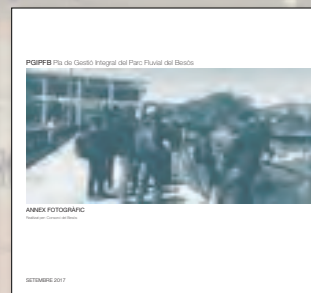 PGIPFB Pla de Gestió Integral del Parc Fluvial del Besòs
ANNEX FOTOGRÀFIC
SETEMBRE 2017